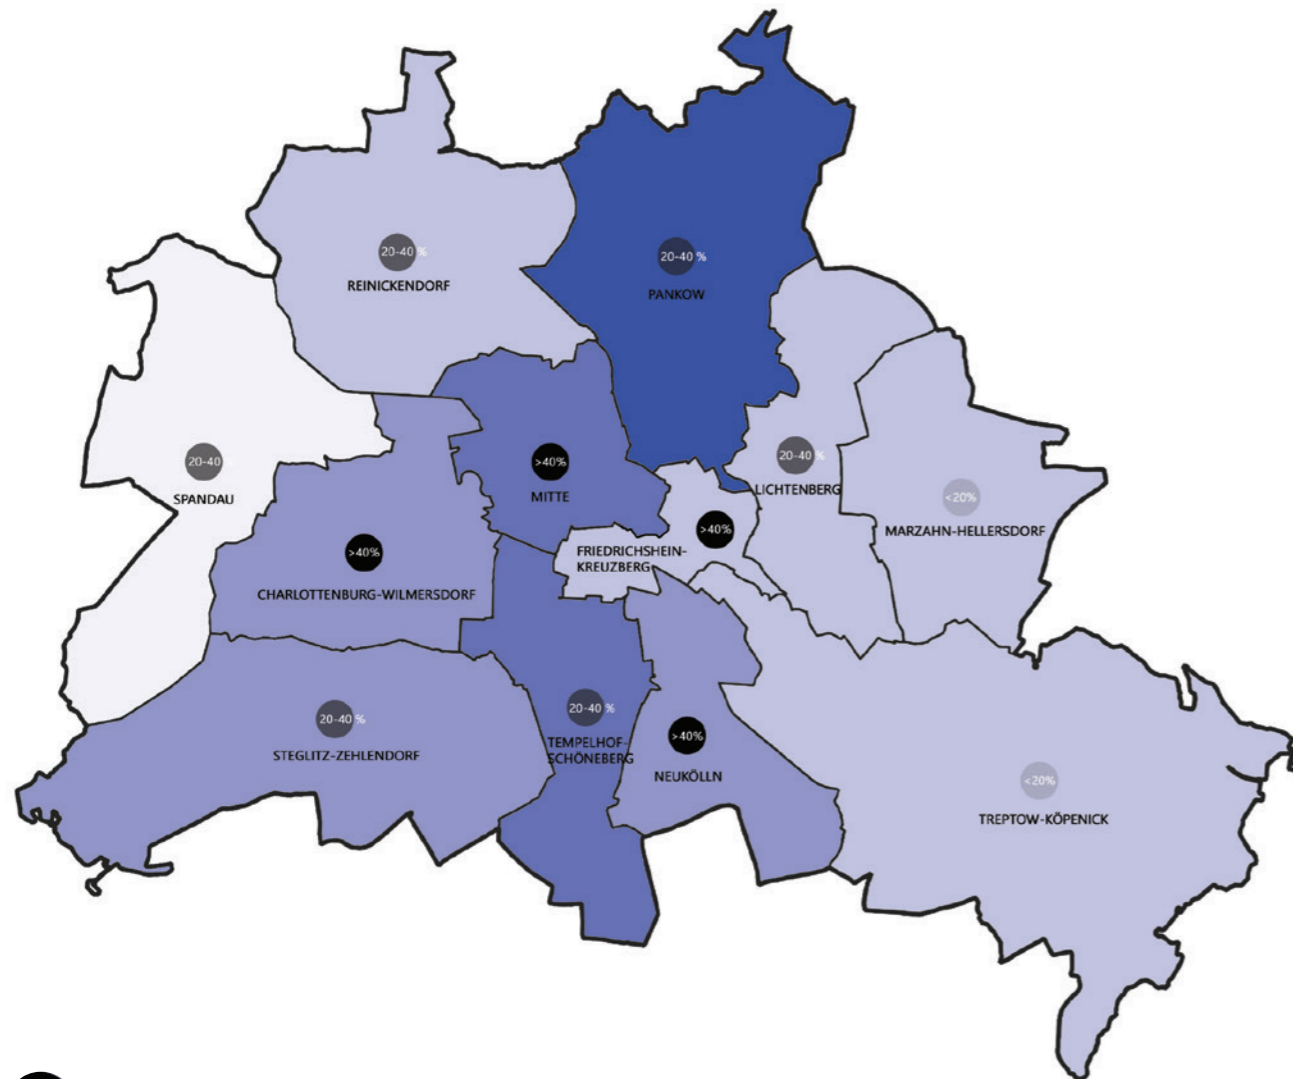 20-40 %
REINICKENDORF
20-40 %
PANKOW
20-40 %
SPANDAU
>40%
MITTE
20-40 %
LICHTENBERG
<20%
MARZAHN-HELLERSDORF
>40%
CHARLOTTENBURG-WILMERSDORF
>40%
FRIEDRICHSHEIN-
KREUZBERG
20-40 %
STEGLITZ-ZEHLENDORF
20-40 %
TEMPELHOF-
SCHÖNEBERG
>40%
NEUKÖLLN
<20%
TREPTOW-KÖPENICK